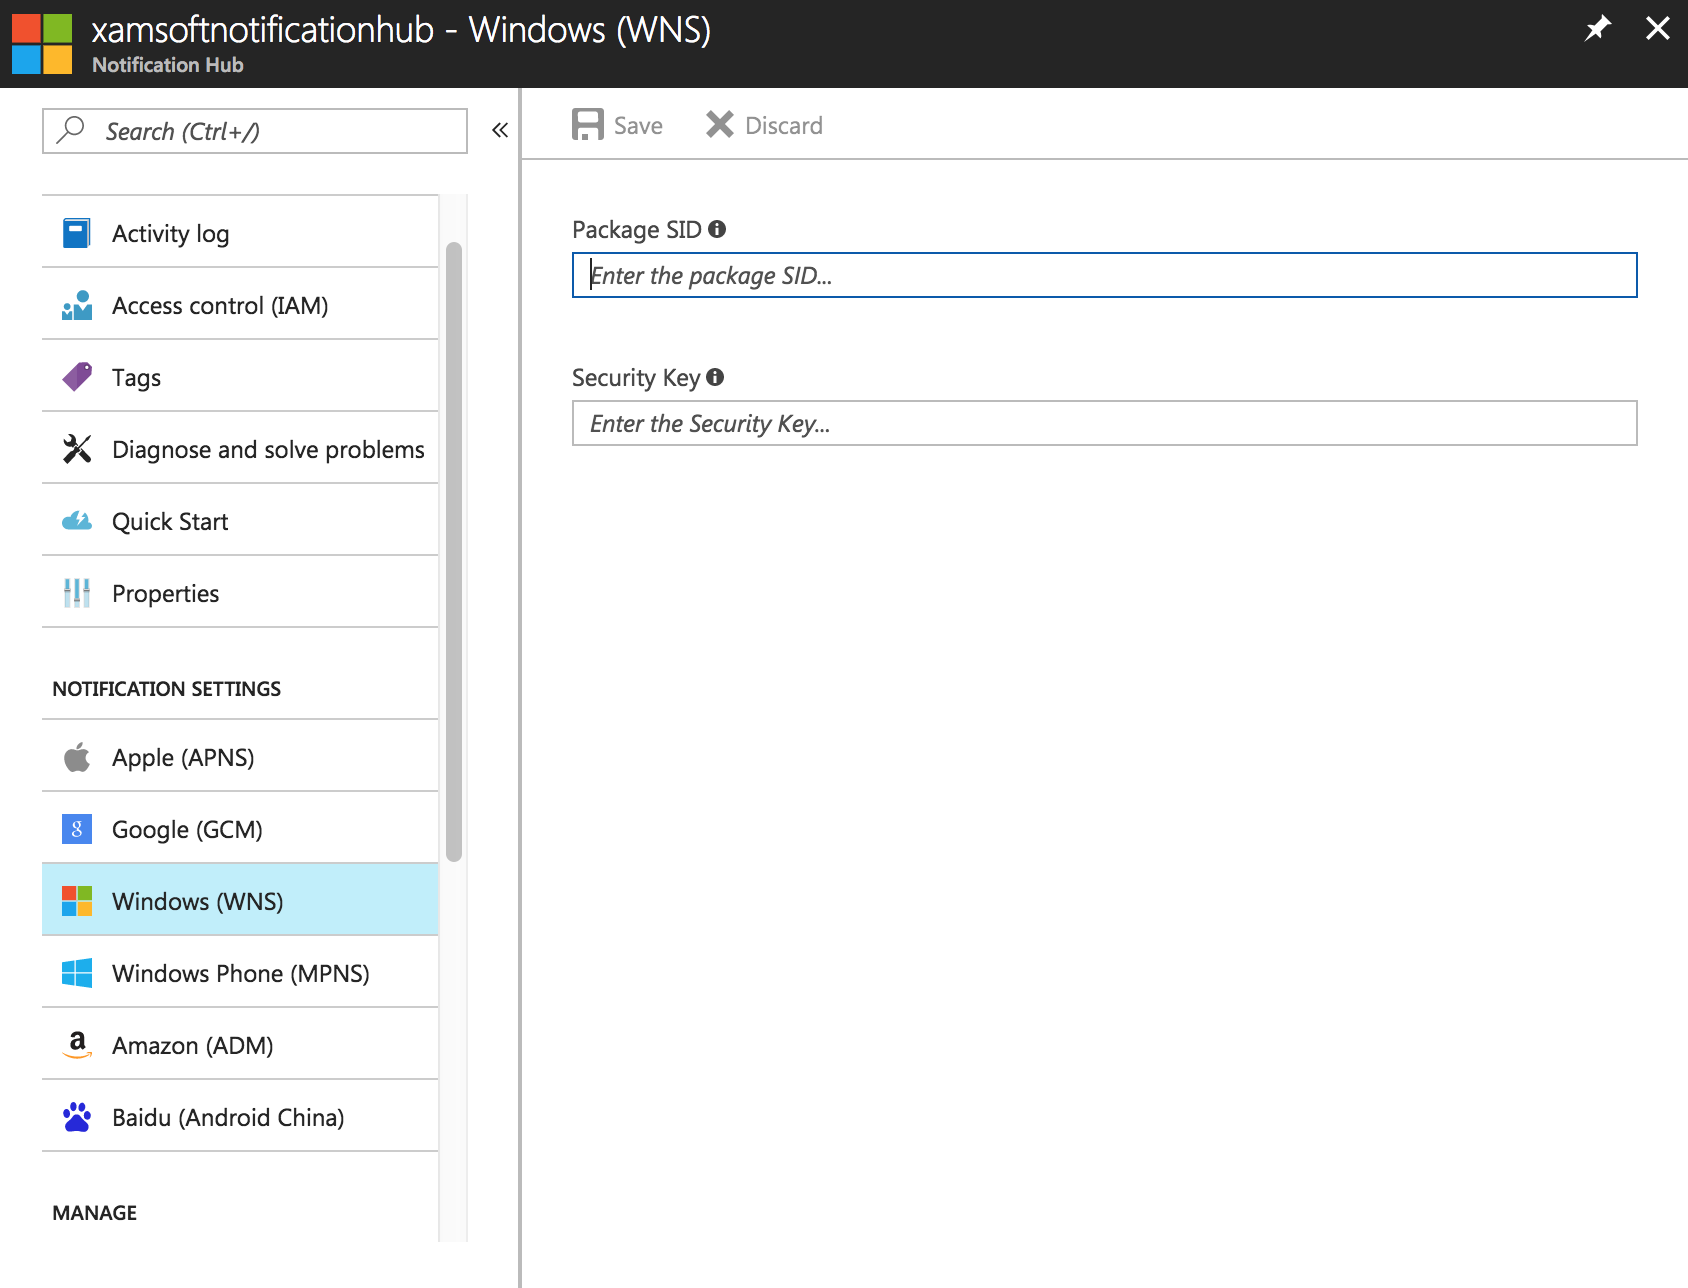 xamsoftnotificationhub - Windows (WNS)
Notification Hub
Search (Ctrl+/)
«
Activity log
Access control (IAM)
Tags
Diagnose and solve problems
Quick Start
Properties
NOTIFICATION SETTINGS
Apple (APNS)
Google (GCM)
Windows (WNS)
Windows Phone (MPNS)
Amazon (ADM)
Baidu (Android China)
MANAGE
Save
Discard
Package SID
Enter the package SID...
Security Key
Enter the Security Key...